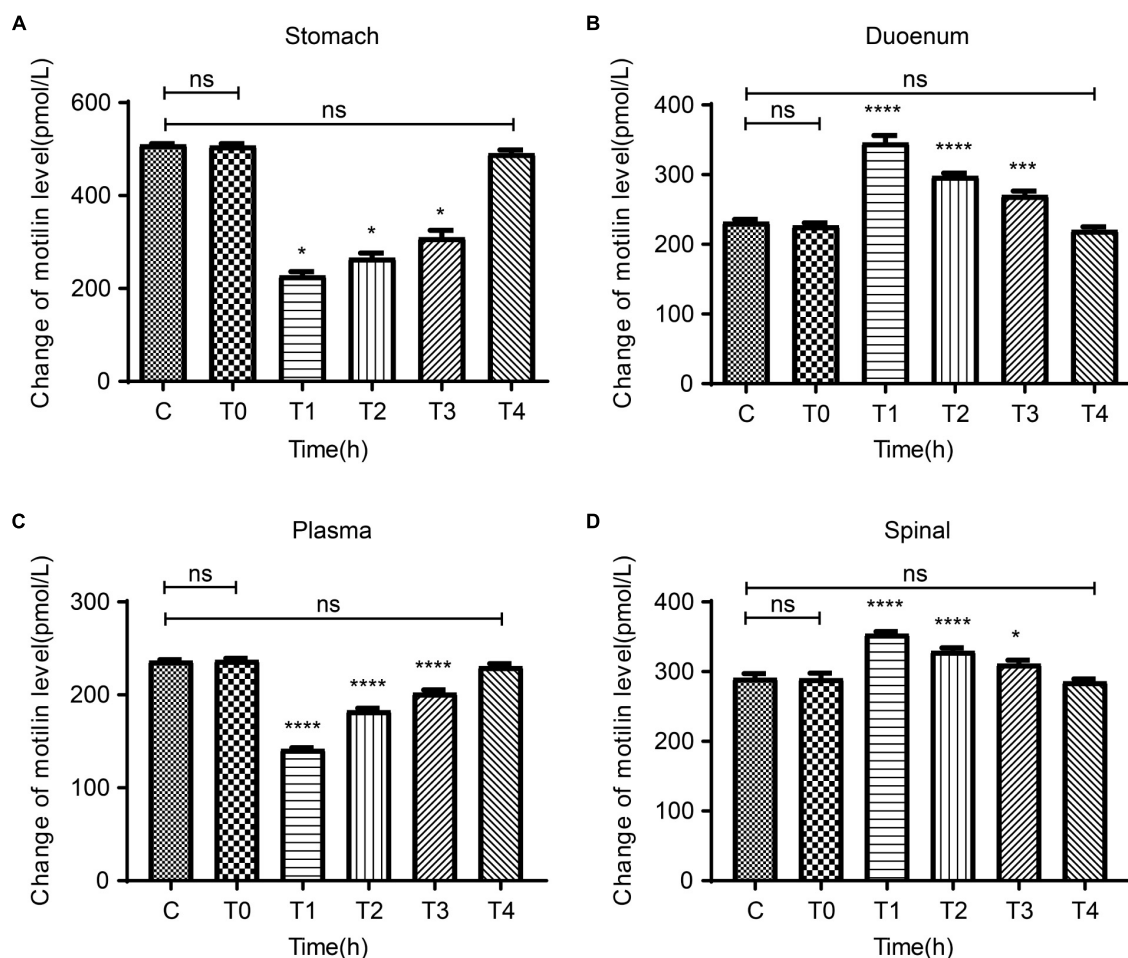 A
Stomach
ns
ns
600
400
200
0
*
*
*
C T0 T1 T2 T3 T4
Time(h)
Change of motilin level(pmol/L)
B
Duoenum
ns
ns
400
300
200
100
0
****
****
***
C T0 T1 T2 T3 T4
Time(h)
Change of motilin level(pmol/L)
C
Plasma
ns
ns
300
200
100
0
****
****
****
C T0 T1 T2 T3 T4
Time(h)
Change of motilin level(pmol/L)
D
Spinal
ns
ns
400
300
200
300
0
****
****
*
C T0 T1 T2 T3 T4
Time(h)
Change of motilin level(pmol/L)